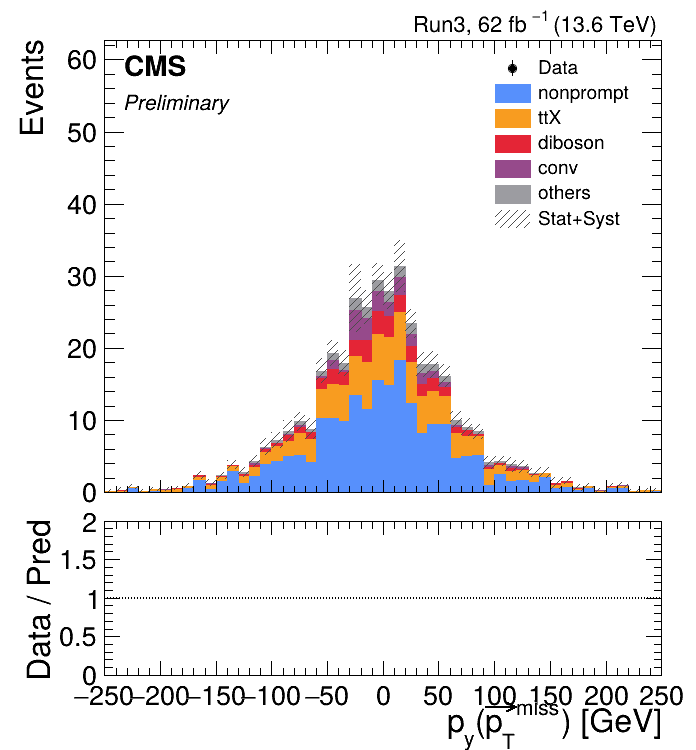 Run3, 62 fb⁻¹ (13.6 TeV)
CMS
Preliminary
Data
nonprompt
ttX
diboson
conv
others
Stat+Syst
Events
60
50
40
30
20
10
0
Data / Pred
2
1.5
1
0.5
0
−250 −200 −150 −100 −50 0 50 100 150 200 250
p_y(p⃗_T^miss) [GeV]